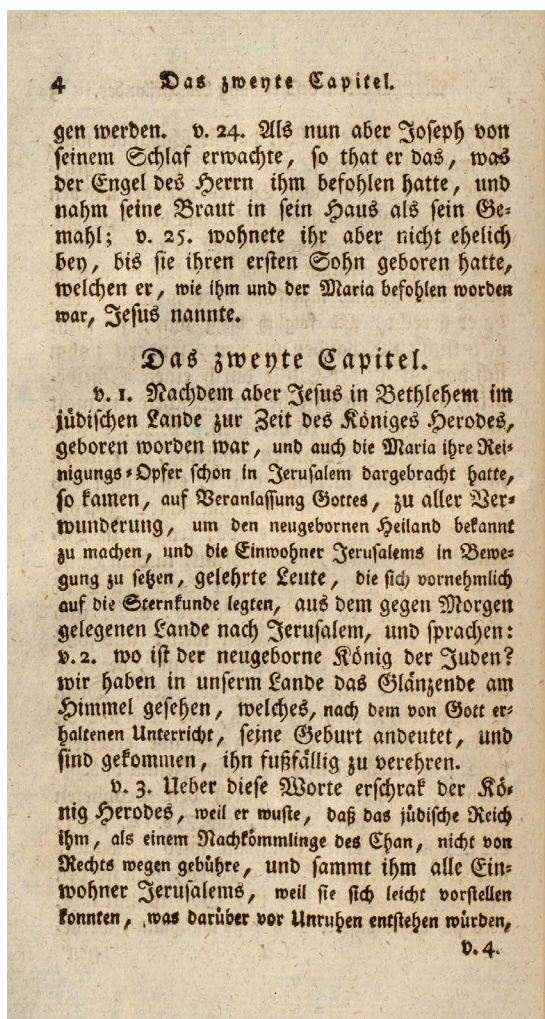 4 Das zweyte Capitel.
gen werden. v. 24. Als nun aber Joseph von
seinem Schlaf erwachte, so that er das, was
der Engel des Herrn ihm befohlen hatte, und
nahm seine Braut in sein Haus als sein Ge-
mahl; v. 25. wohnete ihr aber nicht ehelich
bey, bis sie ihren ersten Sohn geboren hatte,
welchen er, wie ihm und der Maria befohlen worden
war, Jesus nannte.
Das zweyte Capitel.
v. 1. Nachdem aber Jesus in Bethlehem im
jüdischen Lande zur Zeit des Königes Herodes,
geboren worden war, und auch die Maria ihre Rei-
nigungs-Opfer schon in Jerusalem dargebracht hatte,
so kamen, auf Veranlassung Gottes, zu aller Ver-
wunderung, um den neugebornen Heiland bekannt
zu machen, und die Einwohner Jerusalems in Bewe-
gung zu setzen, gelehrte Leute, die sich vornehmlich
auf die Sternkunde legten, aus dem gegen Morgen
gelegenen Lande nach Jerusalem, und sprachen:
v. 2. wo ist der neugeborne König der Juden?
wir haben in unserm Lande das Glänzende am
Himmel gesehen, welches, nach dem von Gott er-
haltenen Unterricht, seine Geburt andeutet, und
sind gekommen, ihn fußfällig zu verehren.
v. 3. Ueber diese Worte erschrak der Kö-
nig Herodes, weil er wuste, daß das jüdische Reich
ihm, als einem Nachkömmlinge des Chan, nicht von
Rechts wegen gebühre, und sammt ihm alle Ein-
wohner Jerusalems, weil sie sich leicht vorstellen
konnten, was darüber vor Unruhen entstehen würden,
v. 4.